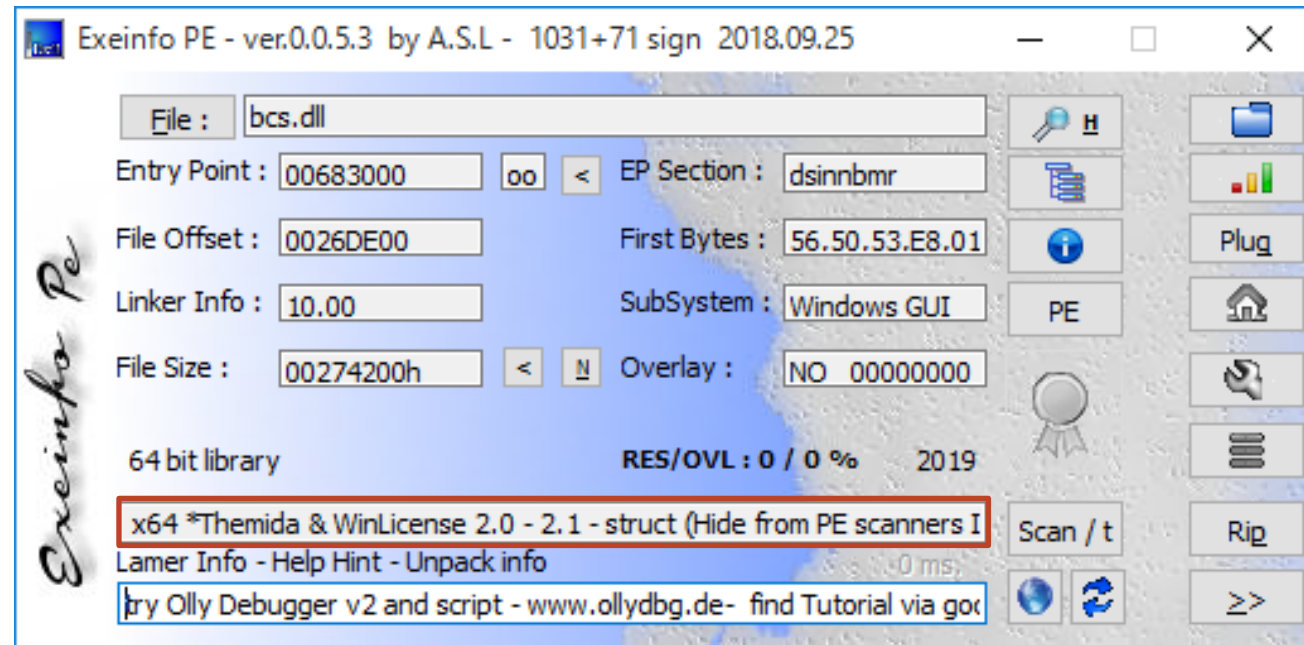 Exeinfo PE - ver.0.0.5.3 by A.S.L - 1031+71 sign 2018.09.25
File : bcs.dll H
Entry Point : 00683000 oo < EP Section : dsinnbmr
File Offset : 0026DE00 First Bytes : 56.50.53.E8.01 Plug
Linker Info : 10.00 SubSystem : Windows GUI PE
File Size : 00274200h < N Overlay : NO 00000000
64 bit library RES/OVL : 0 / 0 % 2019
x64 *Themida & WinLicense 2.0 - 2.1 - struct (Hide from PE scanners I Scan / t Rip
Lamer Info - Help Hint - Unpack info 0 ms.
try Olly Debugger v2 and script - www.ollydbg.de- find Tutorial via goo >>
Exeinfo Pe